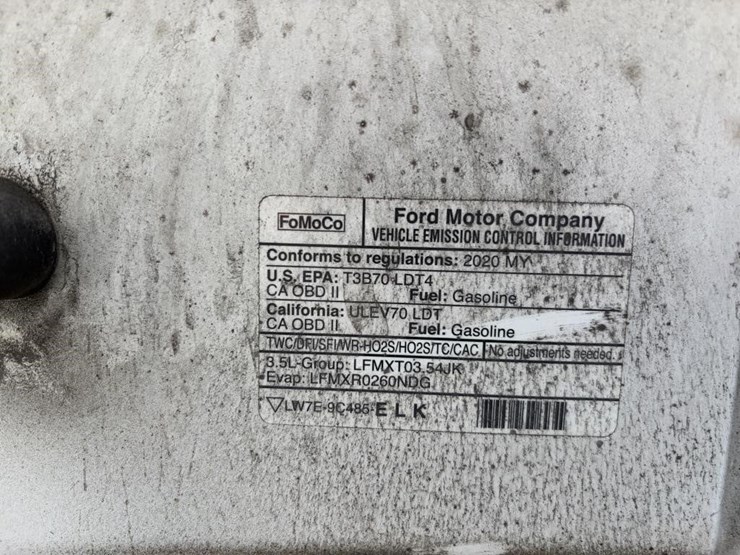 FoMoCo
Ford Motor Company
VEHICLE EMISSION CONTROL INFORMATION
Conforms to regulations: 2020 MY
U.S. EPA: T3B70 LDT4
CA OBD II Fuel: Gasoline
California: ULEV70 LDT
CA OBD II Fuel: Gasoline
TWC/DFI/SFI/WR-HO2S/HO2S/TC/CAC No adjustments needed.
3.5L-Group: LFMXT03.54JK
Evap: LFMXR0260NDG
LW7E-9C485-ELK